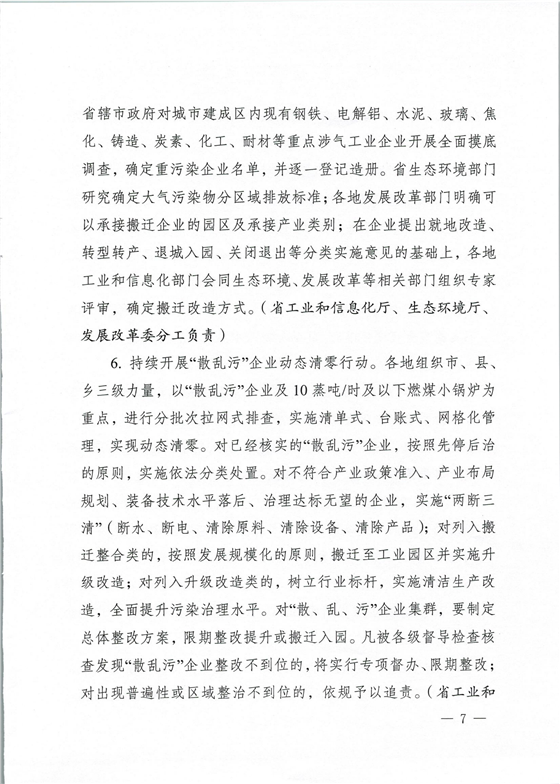 省辖市政府对城市建成区内现有钢铁、电解铝、水泥、玻璃、焦
化、铸造、炭素、化工、耐材等重点涉气工业企业开展全面摸底
调查，确定重污染企业名单，并逐一登记造册。省生态环境部门
研究确定大气污染物分区域排放标准；各地发展改革部门明确可
以承接搬迁企业的园区及承接产业类别；在企业提出就地改造、
转型转产、退城入园、关闭退出等分类实施意见的基础上，各地
工业和信息化部门会同生态环境、发展改革等相关部门组织专家
评审，确定搬迁改造方式。（省工业和信息化厅、生态环境厅、
发展改革委分工负责）
6. 持续开展“散乱污”企业动态清零行动。各地组织市、县、
乡三级力量，以“散乱污”企业及 10 蒸吨/时及以下燃煤小锅炉为
重点，进行分批次拉网式排查，实施清单式、台账式、网格化管
理，实现动态清零。对已经核实的“散乱污”企业，按照先停后治
的原则，实施依法分类处置。对不符合产业政策准入、产业布局
规划、装备技术水平落后、治理达标无望的企业，实施“两断三
清”（断水、断电、清除原料、清除设备、清除产品）；对列入搬
迁整合类的，按照发展规模化的原则，搬迁至工业园区并实施升
级改造；对列入升级改造类的，树立行业标杆，实施清洁生产改
造，全面提升污染治理水平。对“散、乱、污”企业集群，要制定
总体整改方案，限期整改提升或搬迁入园。凡被各级督导检查核
查发现“散乱污”企业整改不到位的，将实行专项督办、限期整改；
对出现普遍性或区域整治不到位的，依规予以追责。（省工业和
— 7 —